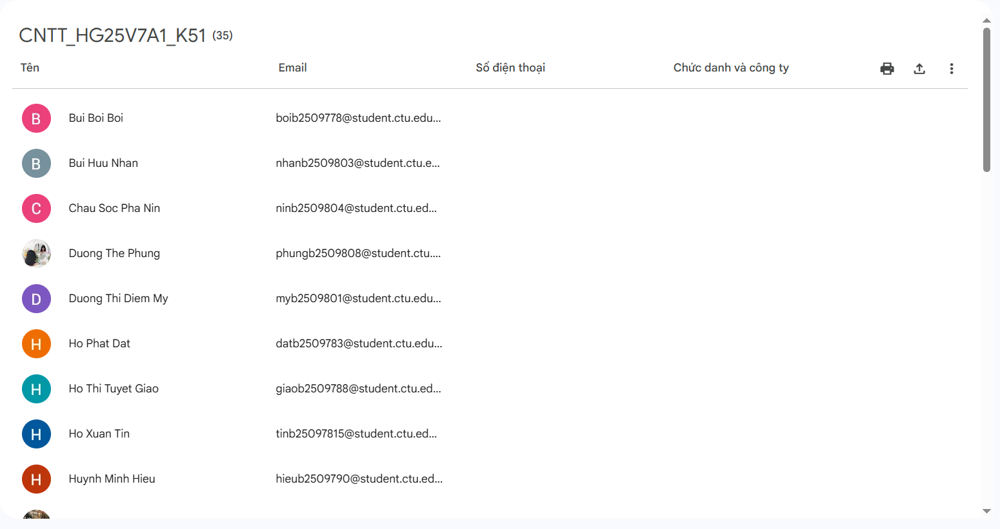 CNTT_HG25V7A1_K51 (35)
Tên Email Số điện thoại Chức danh và công ty
B Bui Boi Boi boib2509778@student.ctu.edu...
B Bui Huu Nhan nhanb2509803@student.ctu.e...
C Chau Soc Pha Nin ninb2509804@student.ctu.ed...
Duong The Phung phungb2509808@student.ctu....
D Duong Thi Diem My myb2509801@student.ctu.edu...
H Ho Phat Dat datb2509783@student.ctu.edu...
H Ho Thi Tuyet Giao giaob2509788@student.ctu.ed...
H Ho Xuan Tin tinb25097815@student.ctu.ed...
H Huynh Minh Hieu hieub2509790@student.ctu.ed...